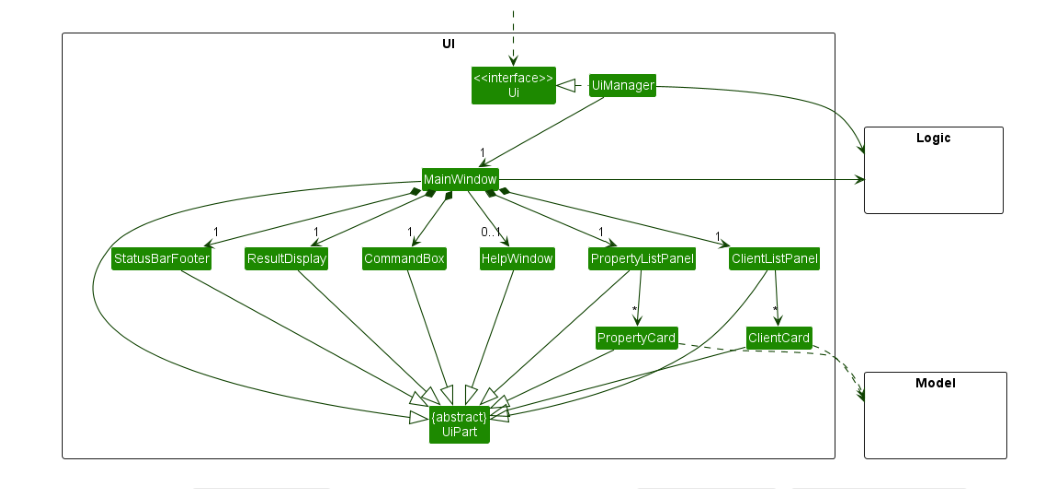 UI
<<interface>>
Ui
UiManager
Logic
1
MainWindow
1
1
1
0..1
1
1
StatusBarFooter
ResultDisplay
CommandBox
HelpWindow
PropertyListPanel
ClientListPanel
*
*
PropertyCard
ClientCard
Model
{abstract}
UiPart